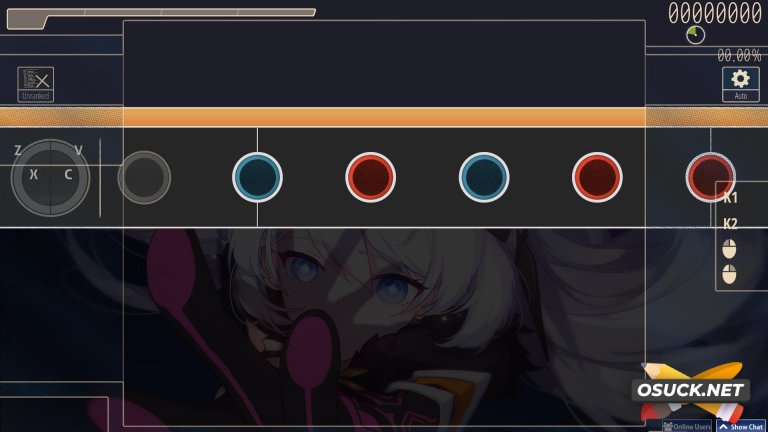 00000000
00.00%
Unranked
Auto
Z V
X C
K1
K2
OSUCK.NET
Online Users
Show Chat